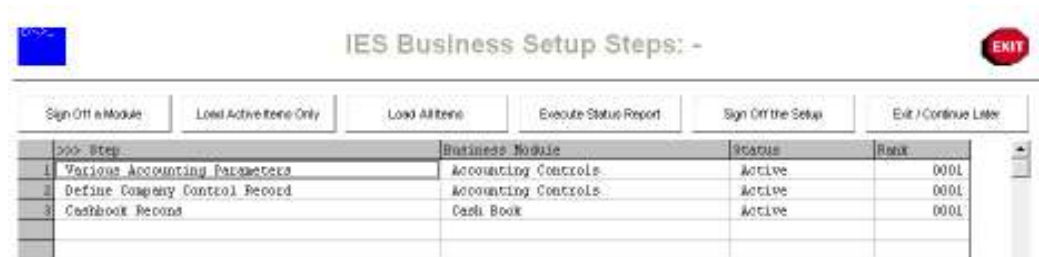 IES Business Setup Steps: -
EXIT
Sign Off a Module Load Active Items Only Load All Items Execute Status Report Sign Off the Setup Exit / Continue Later
>>> Step Business Module Status Rank
1 Various Accounting Parameters Accounting Controls Active 0001
2 Define Company Control Record Accounting Controls Active 0001
3 Cashbook Recons Cash Book Active 0001